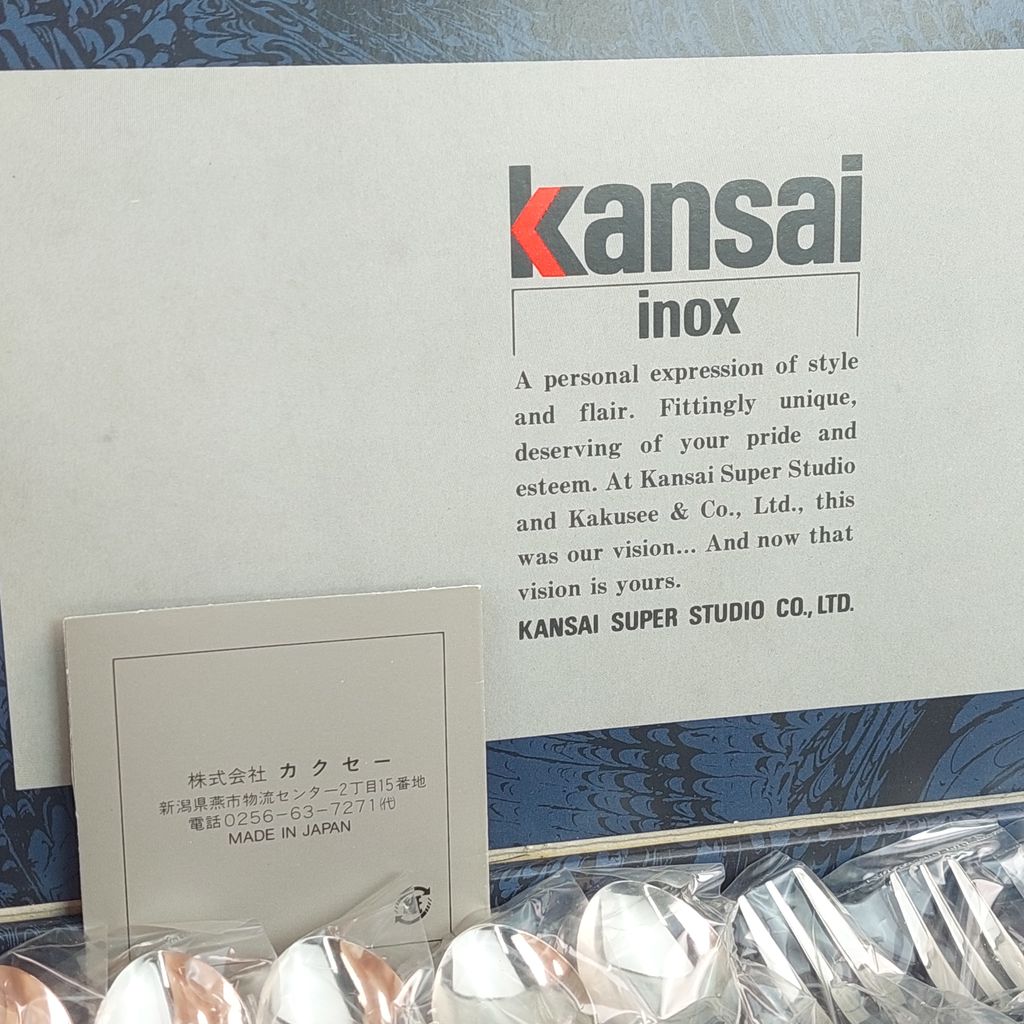 kansai
inox
A personal expression of style
and flair. Fittingly unique,
deserving of your pride and
esteem. At Kansai Super Studio
and Kakusee & Co., Ltd., this
was our vision... And now that
vision is yours.
KANSAI SUPER STUDIO CO., LTD.
株式会社 カクセー
新潟県燕市物流センター2丁目15番地
電話0256-63-7271㈹
MADE IN JAPAN